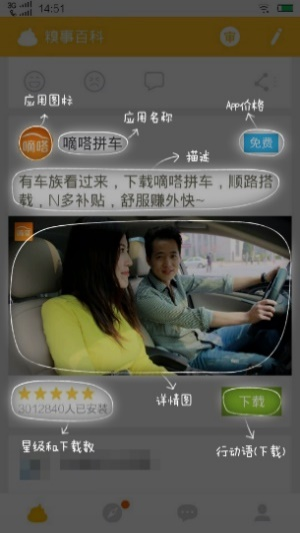 3G 14:51
糗事百科
审
应用图标
应用名称
App价格
嘀嗒
嘀嗒拼车
免费
描述
有车族看过来，下载嘀嗒拼车，顺路搭
载，N多补贴，舒服赚外快~
详情图
3012840人已安装
下载
星级和下载数
行动语(下载)